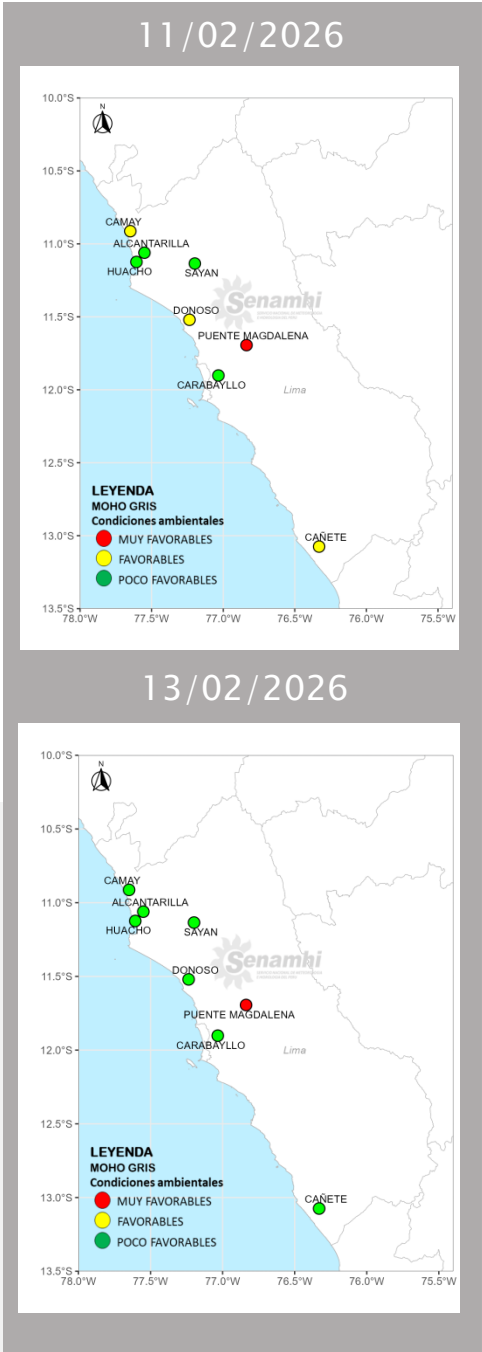 11/02/2026
10.0°S
N
10.5°S
CAMAY
11.0°S
ALCANTARILLA
HUACHO
SAYAN
Senamhi
11.5°S
DONOSO
PUENTE MAGDALENA
12.0°S
CARABAYLLO
Lima
12.5°S
LEYENDA
MOHO GRIS
Condiciones ambientales
13.0°S
CAÑETE
MUY FAVORABLES
FAVORABLES
POCO FAVORABLES
13.5°S
78.0°W 77.5°W 77.0°W 76.5°W 76.0°W 75.5°W
13/02/2026
10.0°S
N
10.5°S
CAMAY
11.0°S
ALCANTARILLA
HUACHO
SAYAN
Senamhi
11.5°S
DONOSO
PUENTE MAGDALENA
12.0°S
CARABAYLLO
Lima
12.5°S
LEYENDA
MOHO GRIS
Condiciones ambientales
13.0°S
CAÑETE
MUY FAVORABLES
FAVORABLES
POCO FAVORABLES
13.5°S
78.0°W 77.5°W 77.0°W 76.5°W 76.0°W 75.5°W